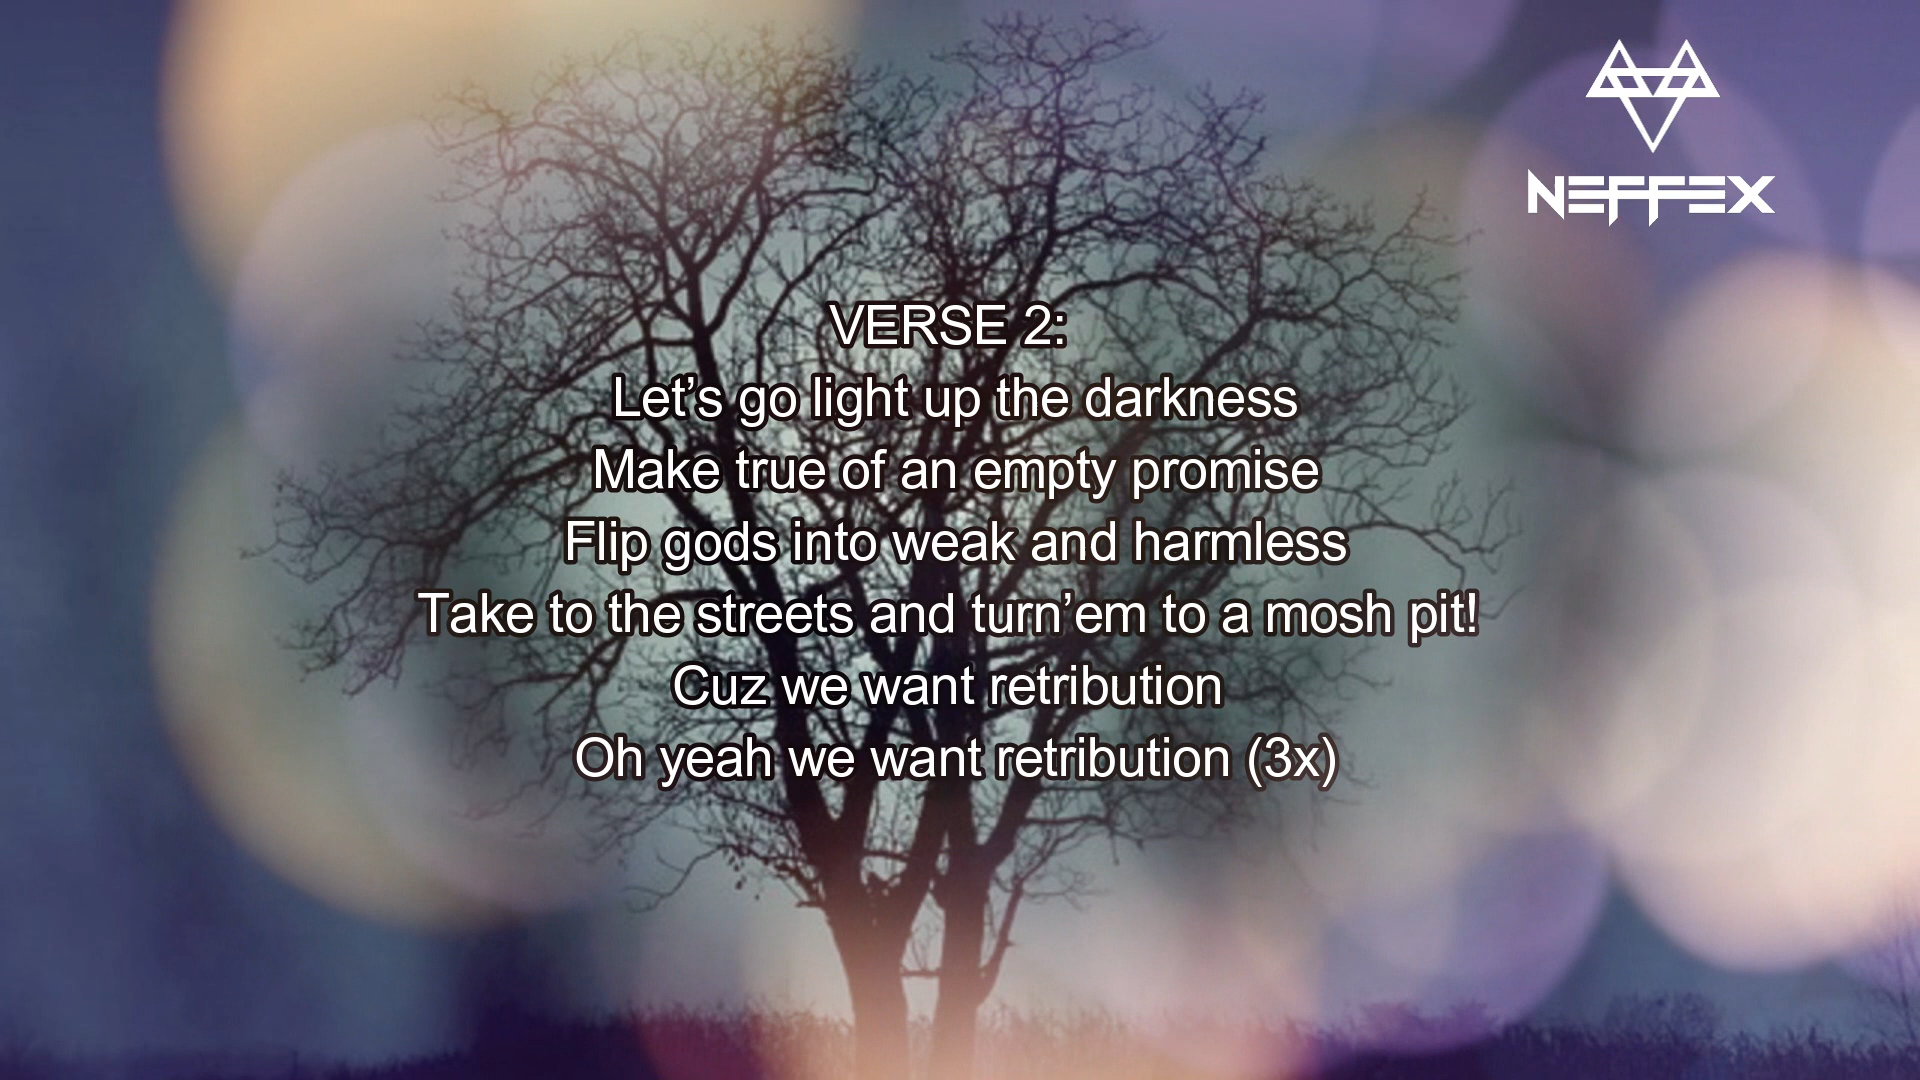 NEFFEX
VERSE 2:
Let’s go light up the darkness
Make true of an empty promise
Flip gods into weak and harmless
Take to the streets and turn’em to a mosh pit!
Cuz we want retribution
Oh yeah we want retribution (3x)